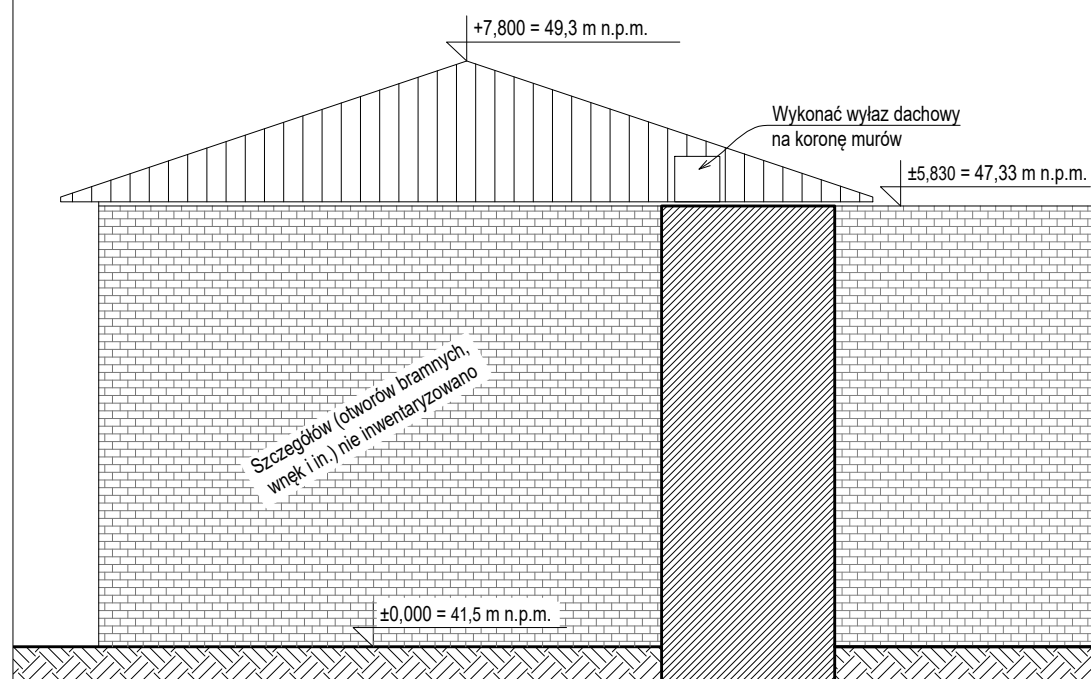 +7,800 = 49,3 m n.p.m.
Wykonać wyłaz dachowy
na koronę murów
±5,830 = 47,33 m n.p.m.
Szczegółów (otworów bramnych,
wnęk i in.) nie inwentaryzowano
±0,000 = 41,5 m n.p.m.